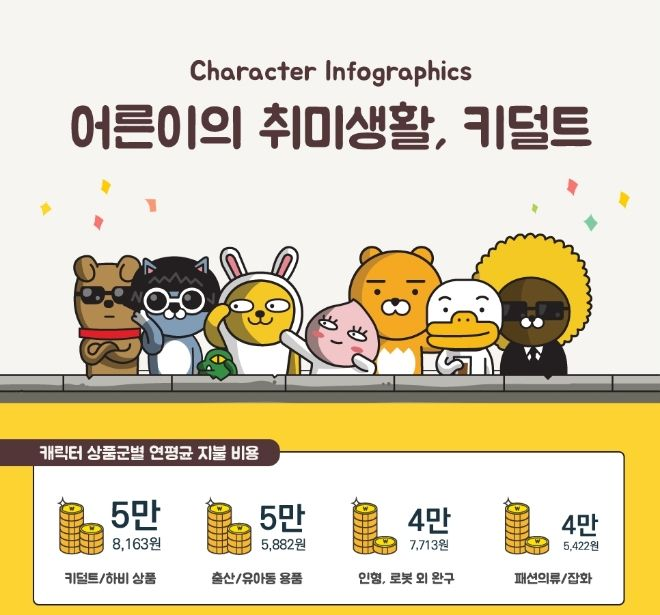 Character Infographics
어른이의 취미생활, 키덜트
캐릭터 상품군별 연평균 지불 비용
5만
8,163원
키덜트/하비 상품
5만
5,882원
출산/유아동 용품
4만
7,713원
인형, 로봇 외 완구
4만
5,422원
패션의류/잡화